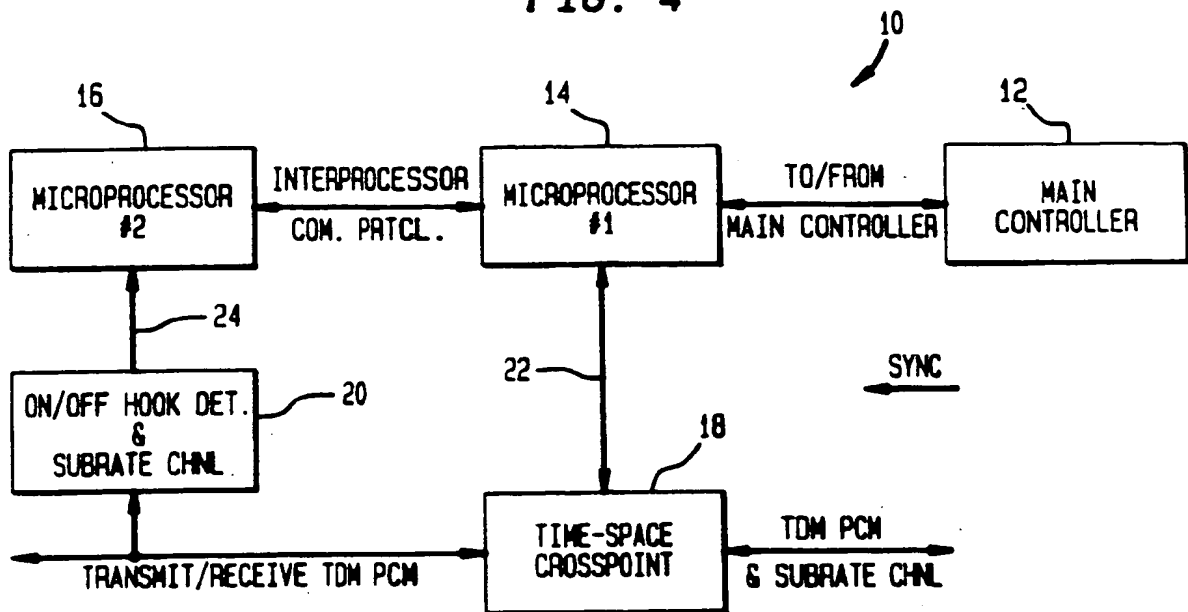 FIG. 4
10
16
14
12
MICROPROCESSOR
#2
INTERPROCESSOR
COM. PRTCL.
MICROPROCESSOR
#1
TO/FROM
MAIN CONTROLLER
MAIN
CONTROLLER
24
22
SYNC
ON/OFF HOOK DET.
&
SUBRATE CHNL
20
18
TRANSMIT/RECEIVE TDM PCM
TIME-SPACE
CROSSPOINT
TDM PCM
& SUBRATE CHNL